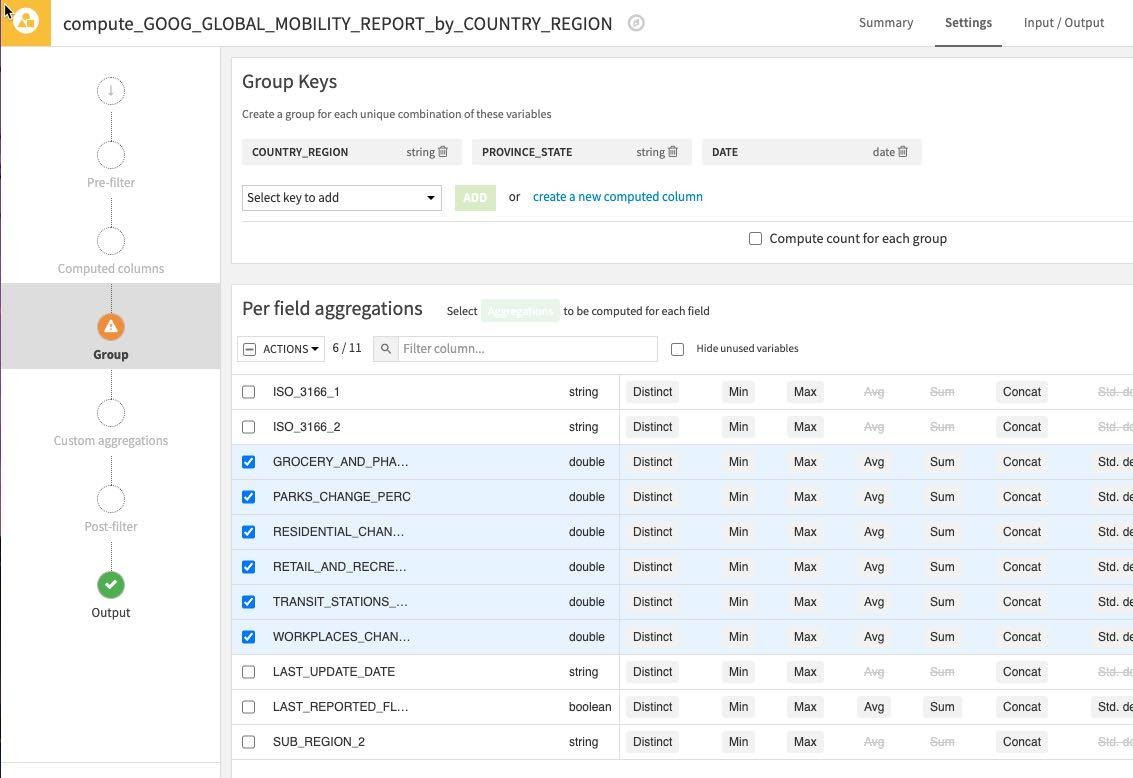 compute_GOOG_GLOBAL_MOBILITY_REPORT_by_COUNTRY_REGION
Summary Settings Input / Output
Pre-filter
Computed columns
Group
Custom aggregations
Post-filter
Output
Group Keys
Create a group for each unique combination of these variables
COUNTRY_REGION string PROVINCE_STATE string DATE date
Select key to add ADD or create a new computed column
Compute count for each group
Per field aggregations Select Aggregations to be computed for each field
ACTIONS 6 / 11 Filter column... Hide unused variables
ISO_3166_1 string Distinct Min Max Avg Sum Concat Std. de
ISO_3166_2 string Distinct Min Max Avg Sum Concat Std. de
GROCERY_AND_PHA... double Distinct Min Max Avg Sum Concat Std. de
PARKS_CHANGE_PERC double Distinct Min Max Avg Sum Concat Std. de
RESIDENTIAL_CHAN... double Distinct Min Max Avg Sum Concat Std. de
RETAIL_AND_RECRE... double Distinct Min Max Avg Sum Concat Std. de
TRANSIT_STATIONS_... double Distinct Min Max Avg Sum Concat Std. de
WORKPLACES_CHAN... double Distinct Min Max Avg Sum Concat Std. de
LAST_UPDATE_DATE string Distinct Min Max Avg Sum Concat Std. de
LAST_REPORTED_FL... boolean Distinct Min Max Avg Sum Concat Std. de
SUB_REGION_2 string Distinct Min Max Avg Sum Concat Std. de